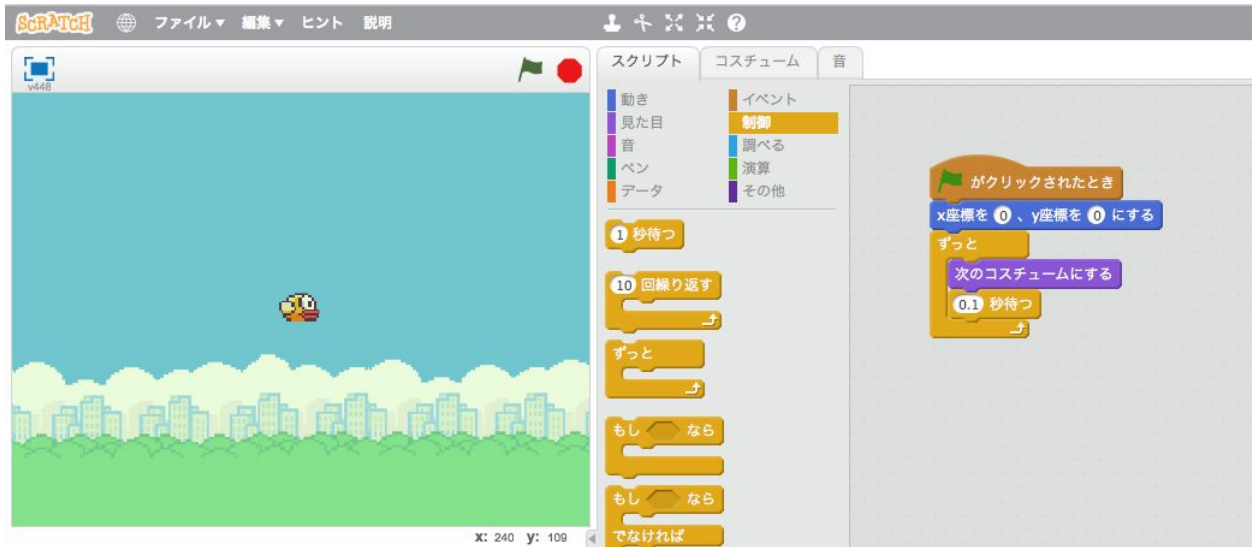 SCRATCH ファイル▼ 編集▼ ヒント 説明
v448
スクリプト コスチューム 音
動き イベント
見た目 制御
音 調べる
ペン 演算
データ その他
1 秒待つ
10 回繰り返す
ずっと
もし なら
もし なら
でなければ
がクリックされたとき
x座標を 0 、y座標を 0 にする
ずっと
次のコスチュームにする
0.1 秒待つ
x: 240 y: 109